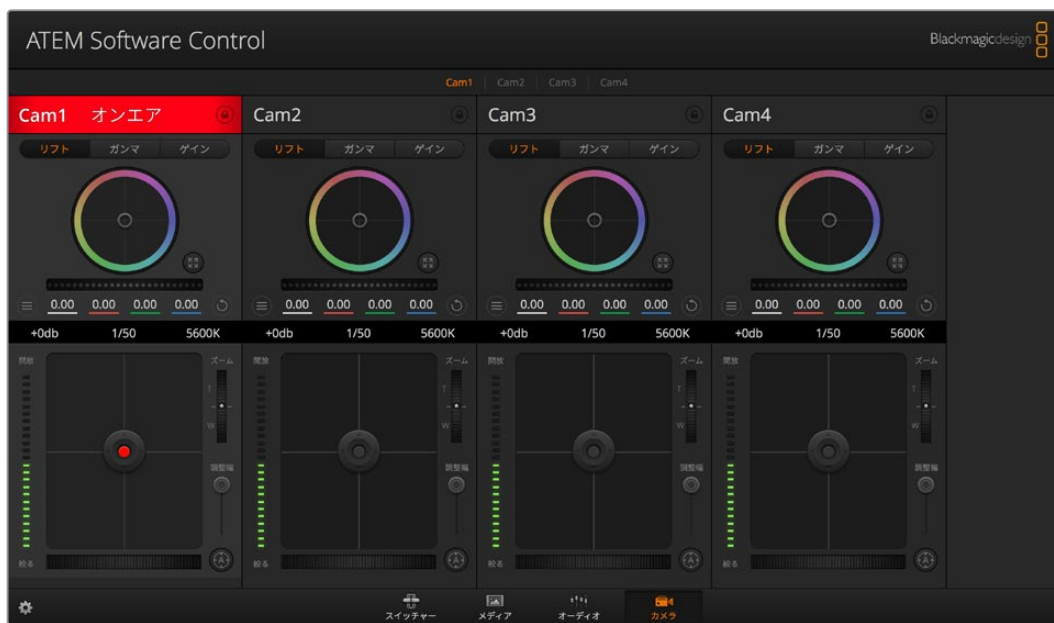 ATEM Software Control
Blackmagicdesign
Cam1 Cam2 Cam3 Cam4
Cam1 オンエア Cam2 Cam3 Cam4
リフト ガンマ ゲイン リフト ガンマ ゲイン リフト ガンマ ゲイン リフト ガンマ ゲイン
0.00 0.00 0.00 0.00 0.00 0.00 0.00 0.00 0.00 0.00 0.00 0.00 0.00 0.00 0.00 0.00
+0db 1/50 5600K +0db 1/50 5600K +0db 1/50 5600K +0db 1/50 5600K
開放 ズーム 開放 ズーム 開放 ズーム 開放 ズーム
T T T T
W W W W
調整幅 調整幅 調整幅 調整幅
絞る A 絞る A 絞る A 絞る A
スイッチャー メディア オーディオ カメラ